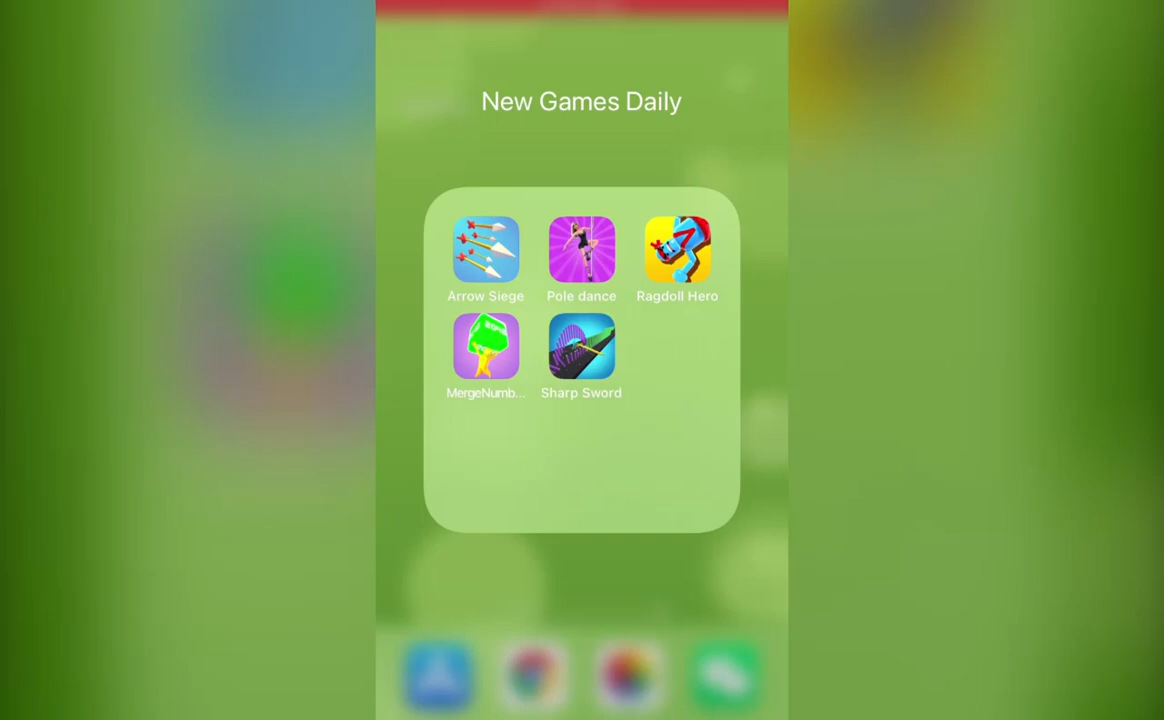 New Games Daily
Arrow Siege
Pole dance
Ragdoll Hero
MergeNumb...
Sharp Sword